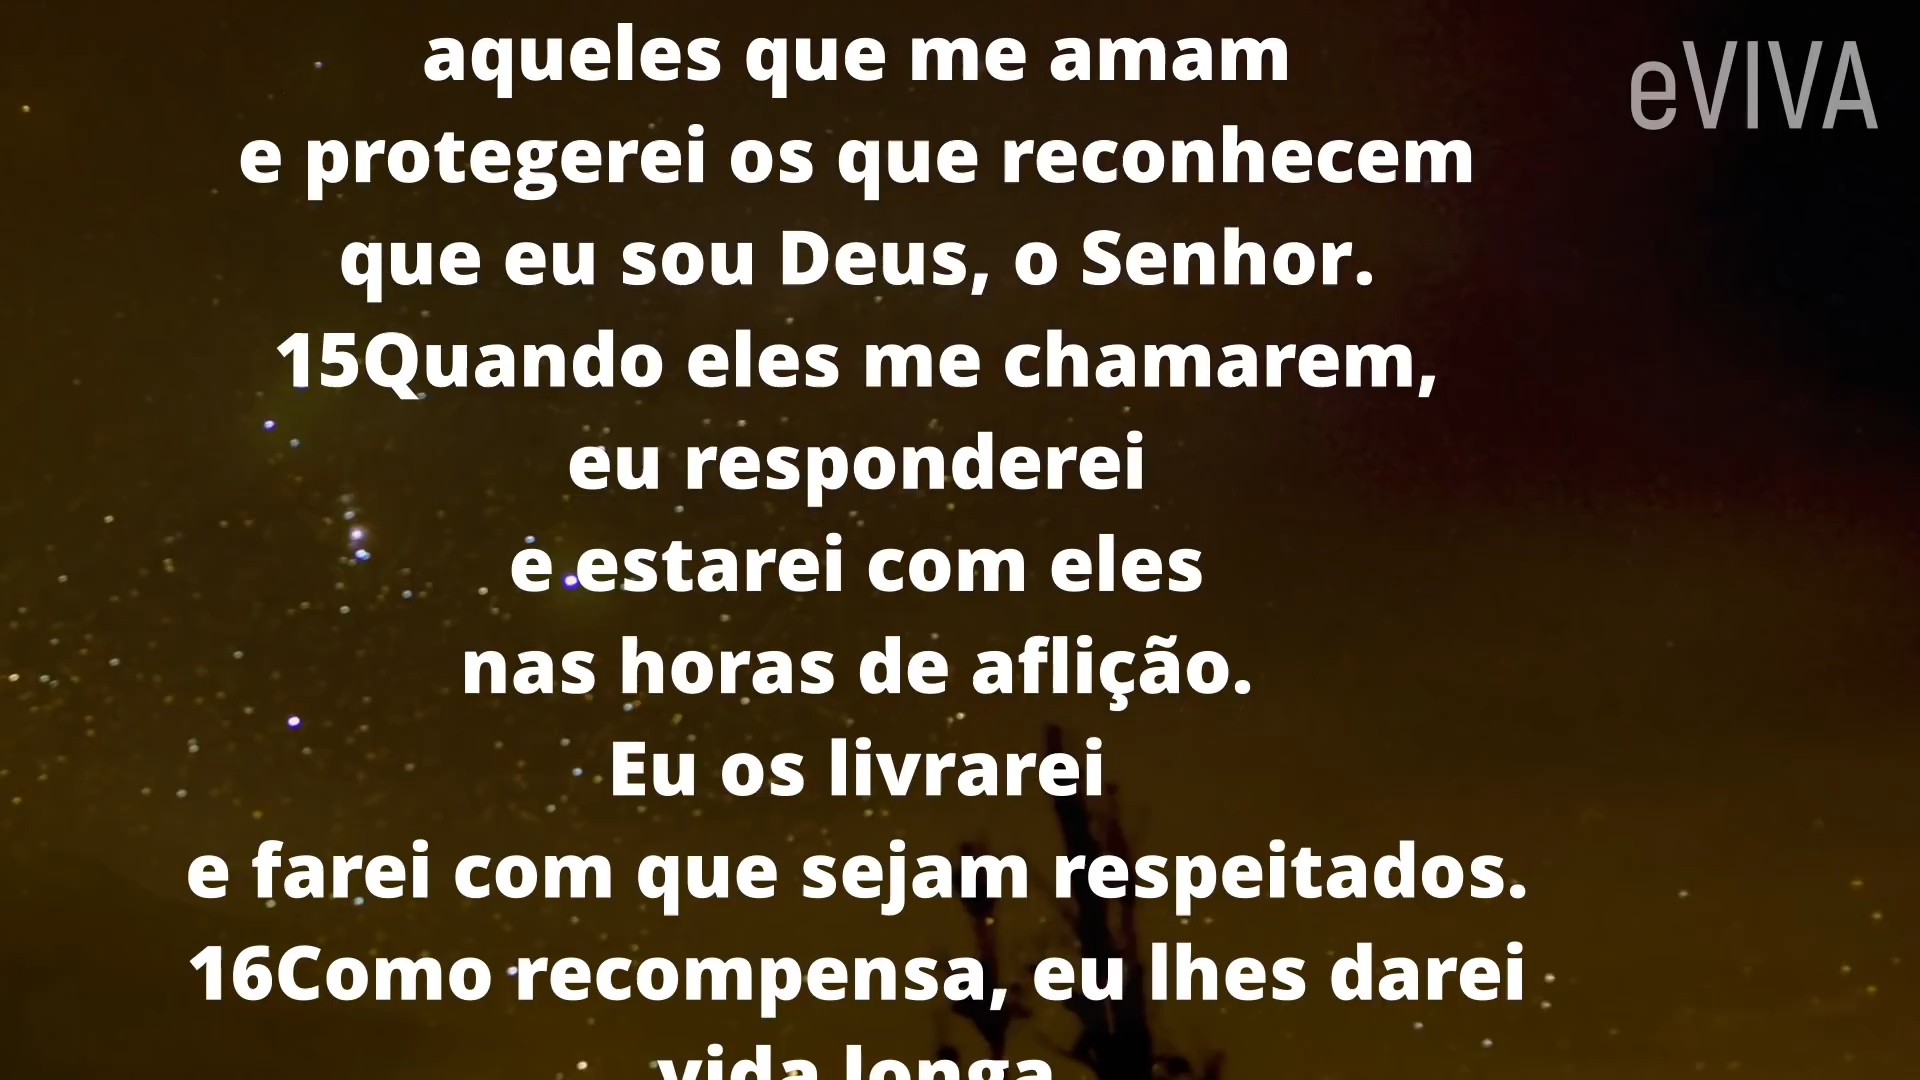 aqueles que me amam
e protegerei os que reconhecem
que eu sou Deus, o Senhor.
15Quando eles me chamarem,
eu responderei
e estarei com eles
nas horas de aflição.
Eu os livrarei
e farei com que sejam respeitados.
16Como recompensa, eu lhes darei
vida longa
eVIVA